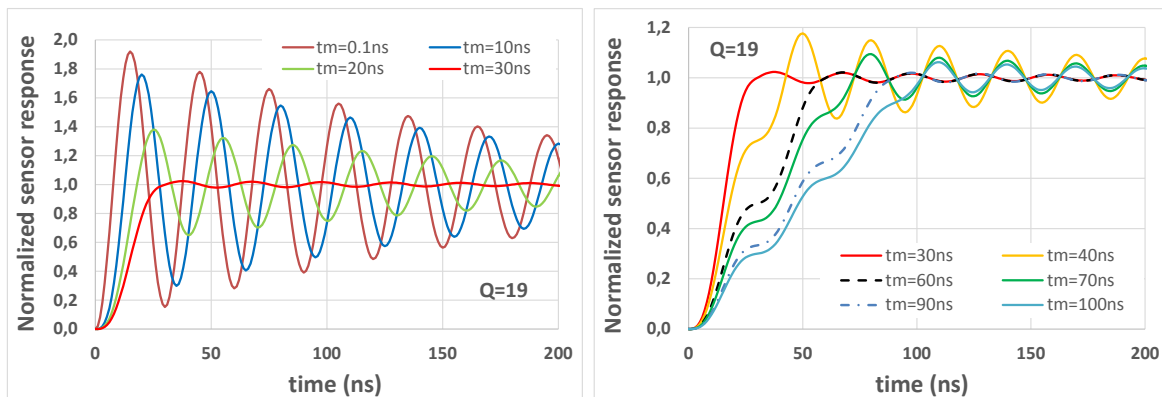 Normalized sensor response
2,0
1,8
1,6
1,4
1,2
1,0
0,8
0,6
0,4
0,2
0,0
tm=0.1ns tm=10ns
tm=20ns tm=30ns
Q=19
0 50 100 150 200
time (ns)
Normalized sensor response
1,2
1,0
0,8
0,6
0,4
0,2
0,0
Q=19
tm=30ns tm=40ns
tm=60ns tm=70ns
tm=90ns tm=100ns
0 50 100 150 200
time (ns)